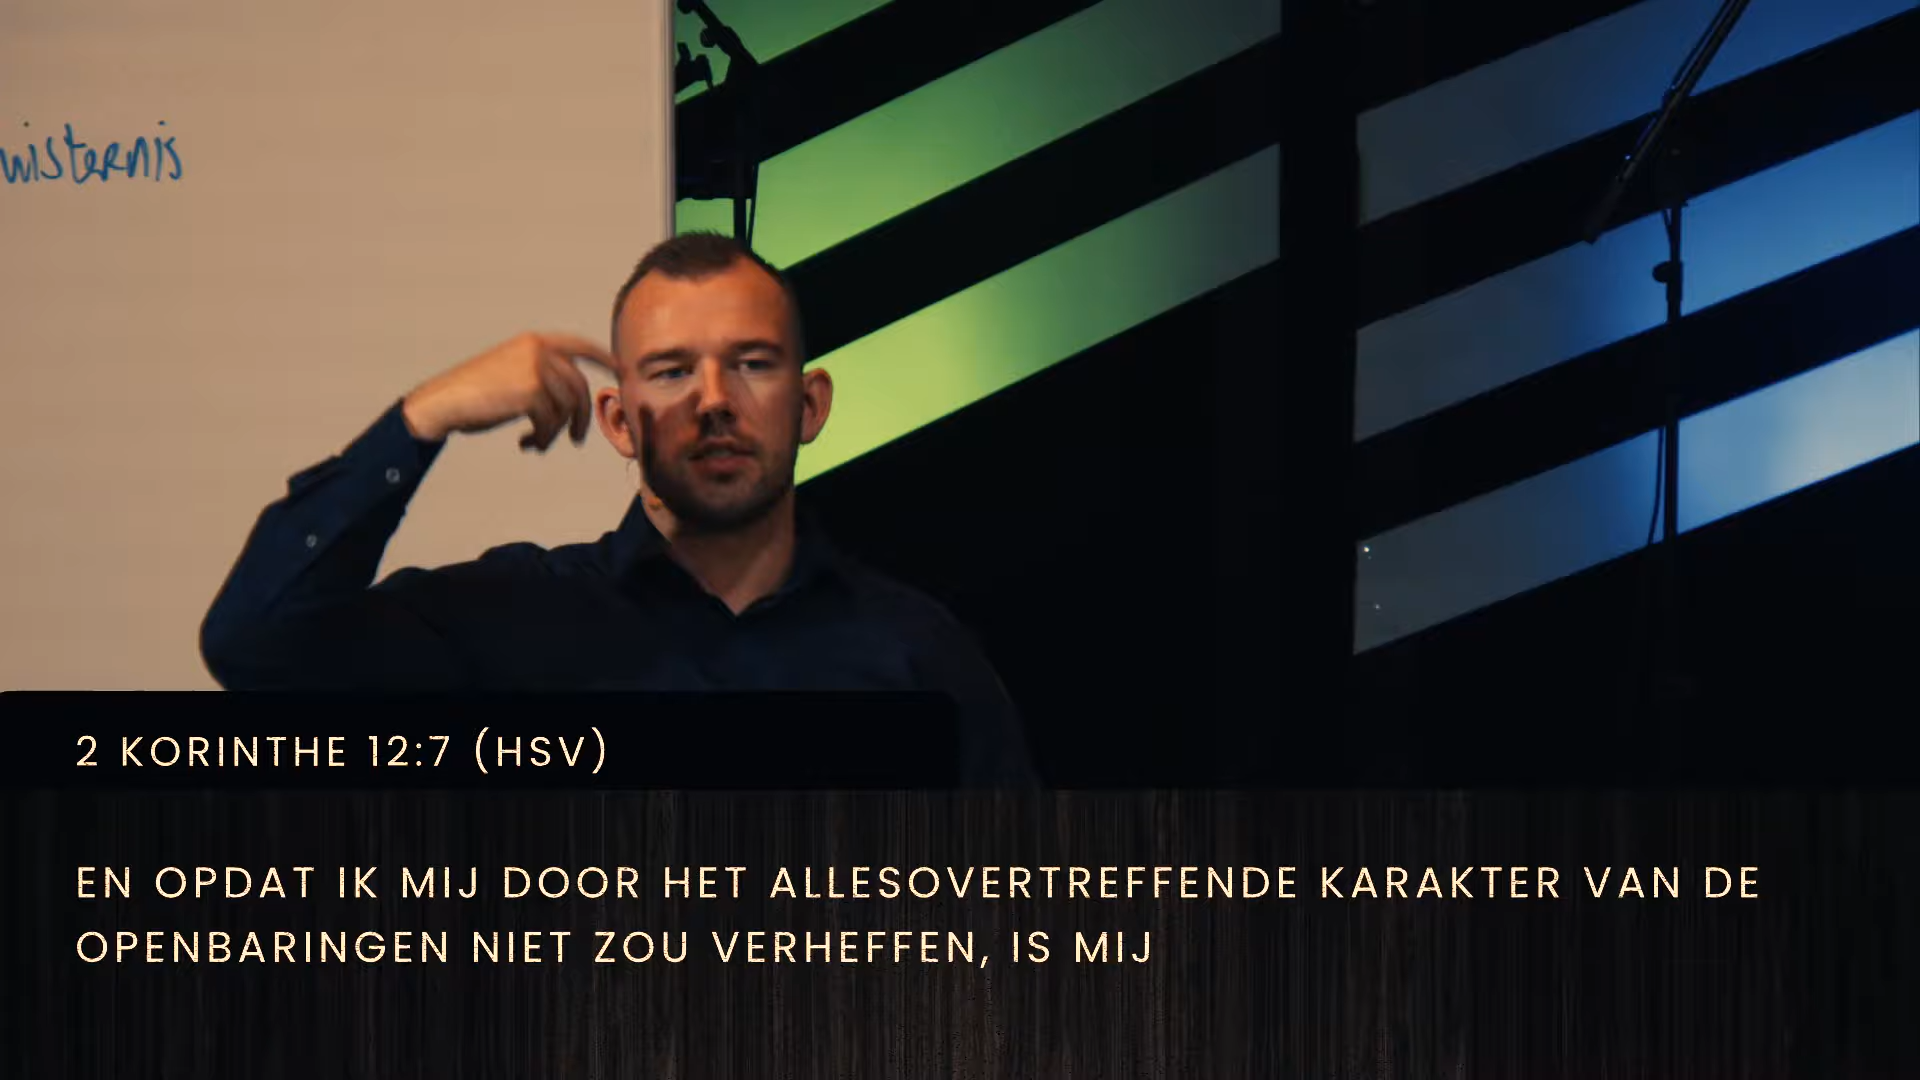 wisternis
2 KORINTHE 12:7 (HSV)
EN OPDAT IK MIJ DOOR HET ALLESOVERTREFFENDE KARAKTER VAN DE
OPENBARINGEN NIET ZOU VERHEFFEN, IS MIJ